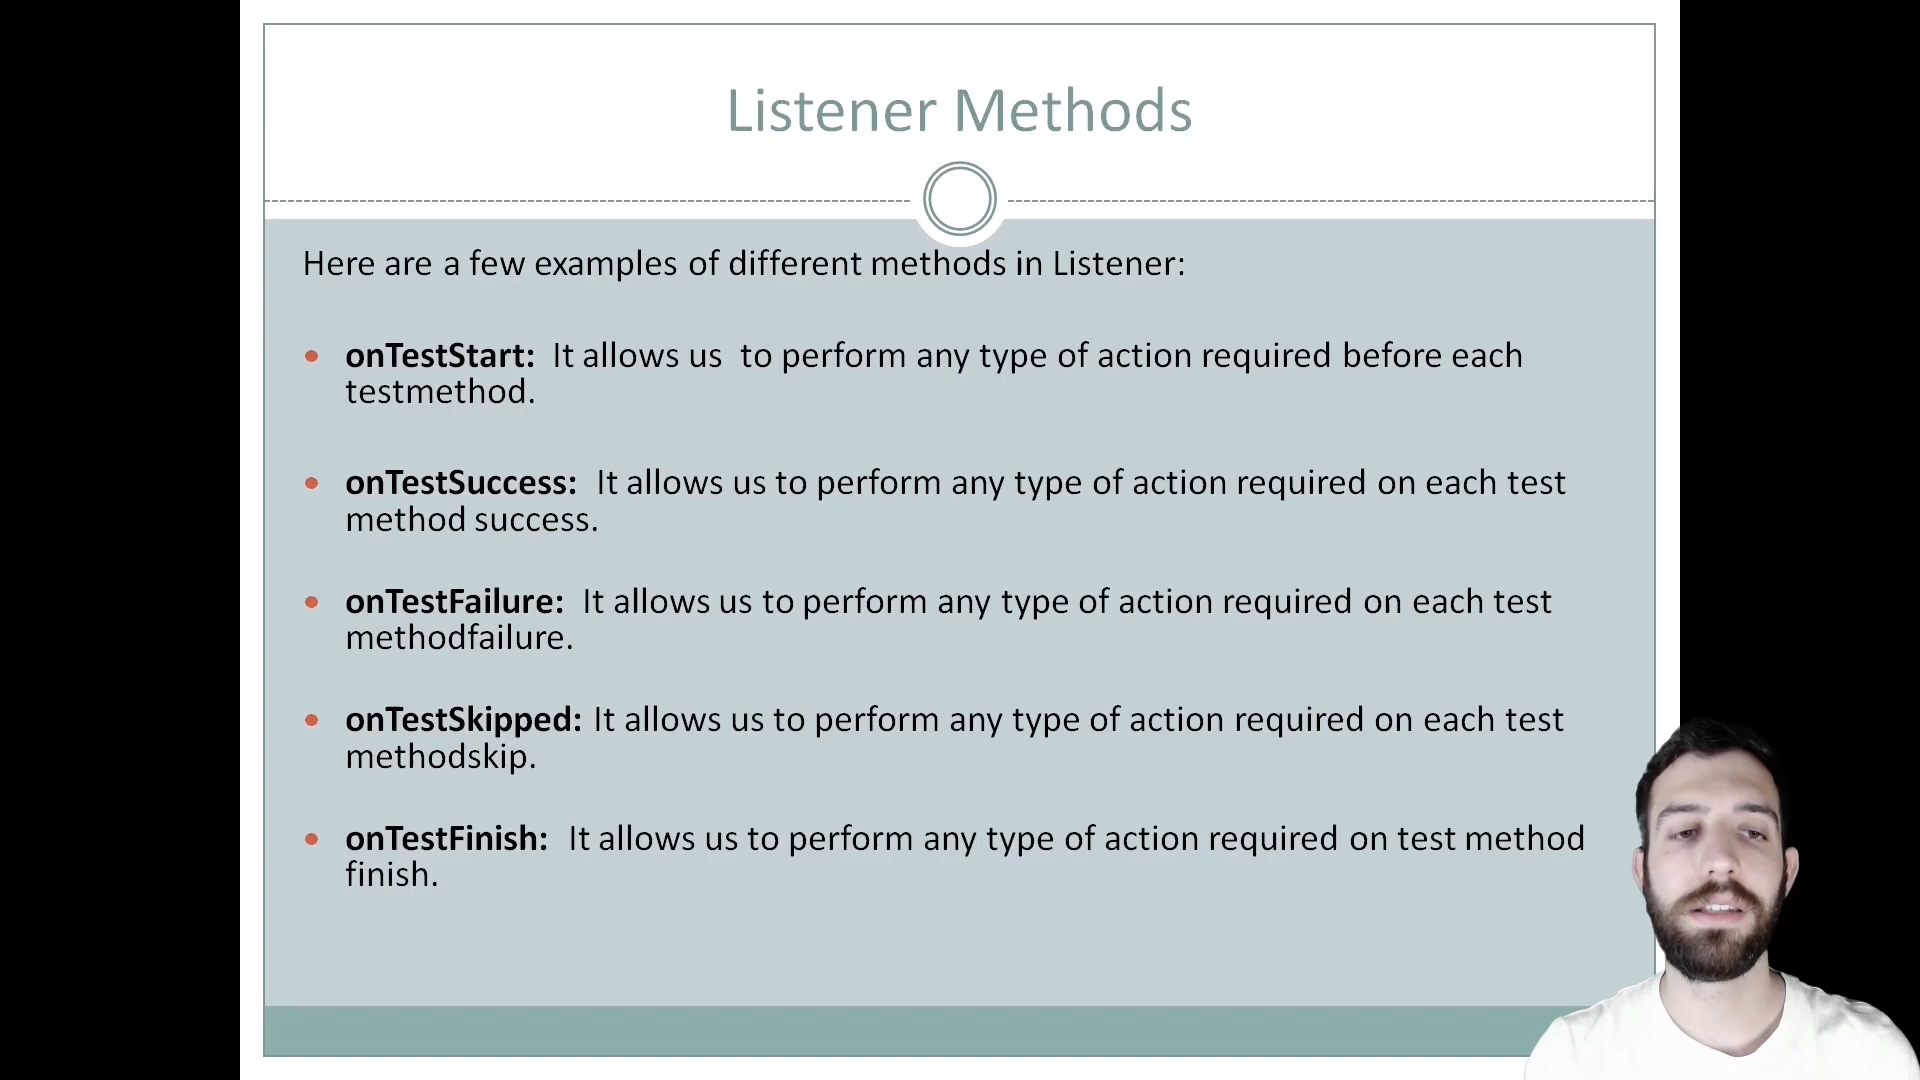 Listener Methods
Here are a few examples of different methods in Listener:
onTestStart: It allows us to perform any type of action required before each
testmethod.
onTestSuccess: It allows us to perform any type of action required on each test
method success.
onTestFailure: It allows us to perform any type of action required on each test
methodfailure.
onTestSkipped: It allows us to perform any type of action required on each test
methodskip.
onTestFinish: It allows us to perform any type of action required on test method
finish.